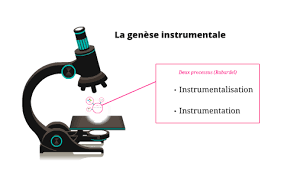 La genèse instrumentale
Deux processus (Rabardel)
• Instrumentalisation
• Instrumentation